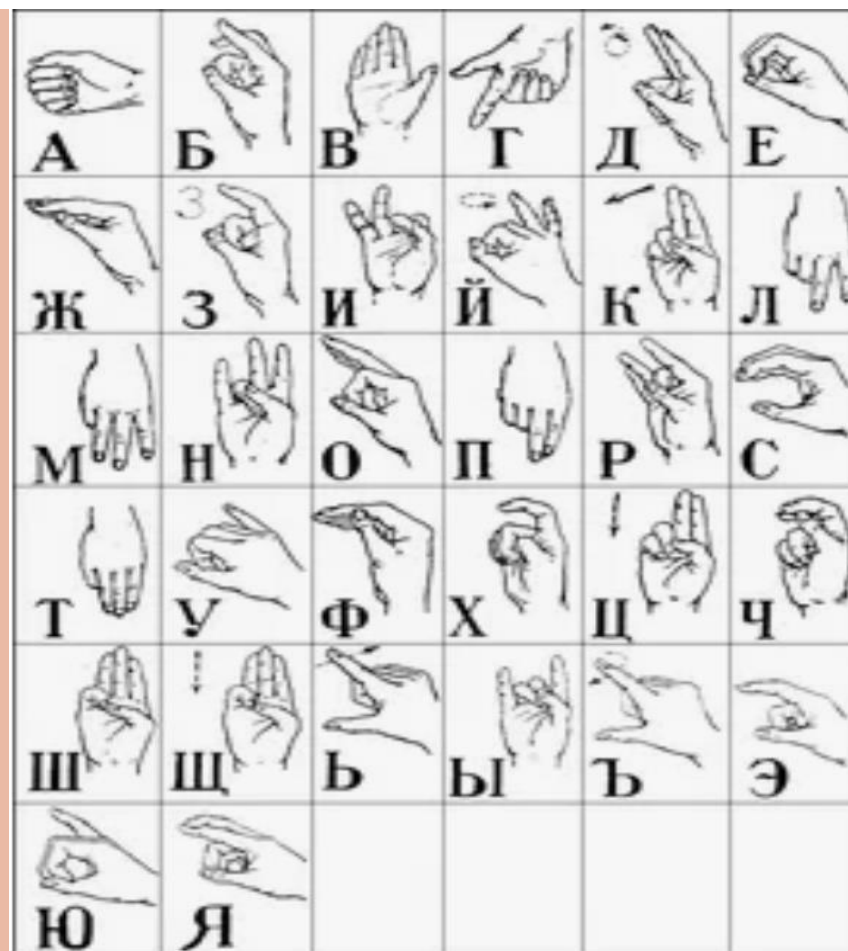 А Б В Г Д Е
Ж З И Й К Л
М Н О П Р С
Т У Ф Х Ц Ч
Ш Щ Ь Ы Ъ Э
Ю Я